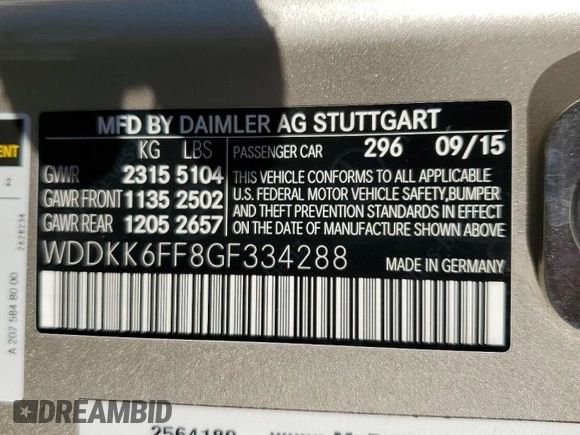 MFD BY DAIMLER AG STUTTGART
KG LBS
GVWR 2315 5104
GAWR FRONT 1135 2502
GAWR REAR 1205 2657
PASSENGER CAR 296 09/15
THIS VEHICLE CONFORMS TO ALL APPLICABLE
U.S. FEDERAL MOTOR VEHICLE SAFETY, BUMPER
AND THEFT PREVENTION STANDARDS IN EFFECT
ON THE DATE OF MANUFACTURE SHOWN ABOVE.
WDDKK6FF8GF334288 MADE IN GERMANY
2
2628236
A 207 584 80 00
DREAMBID